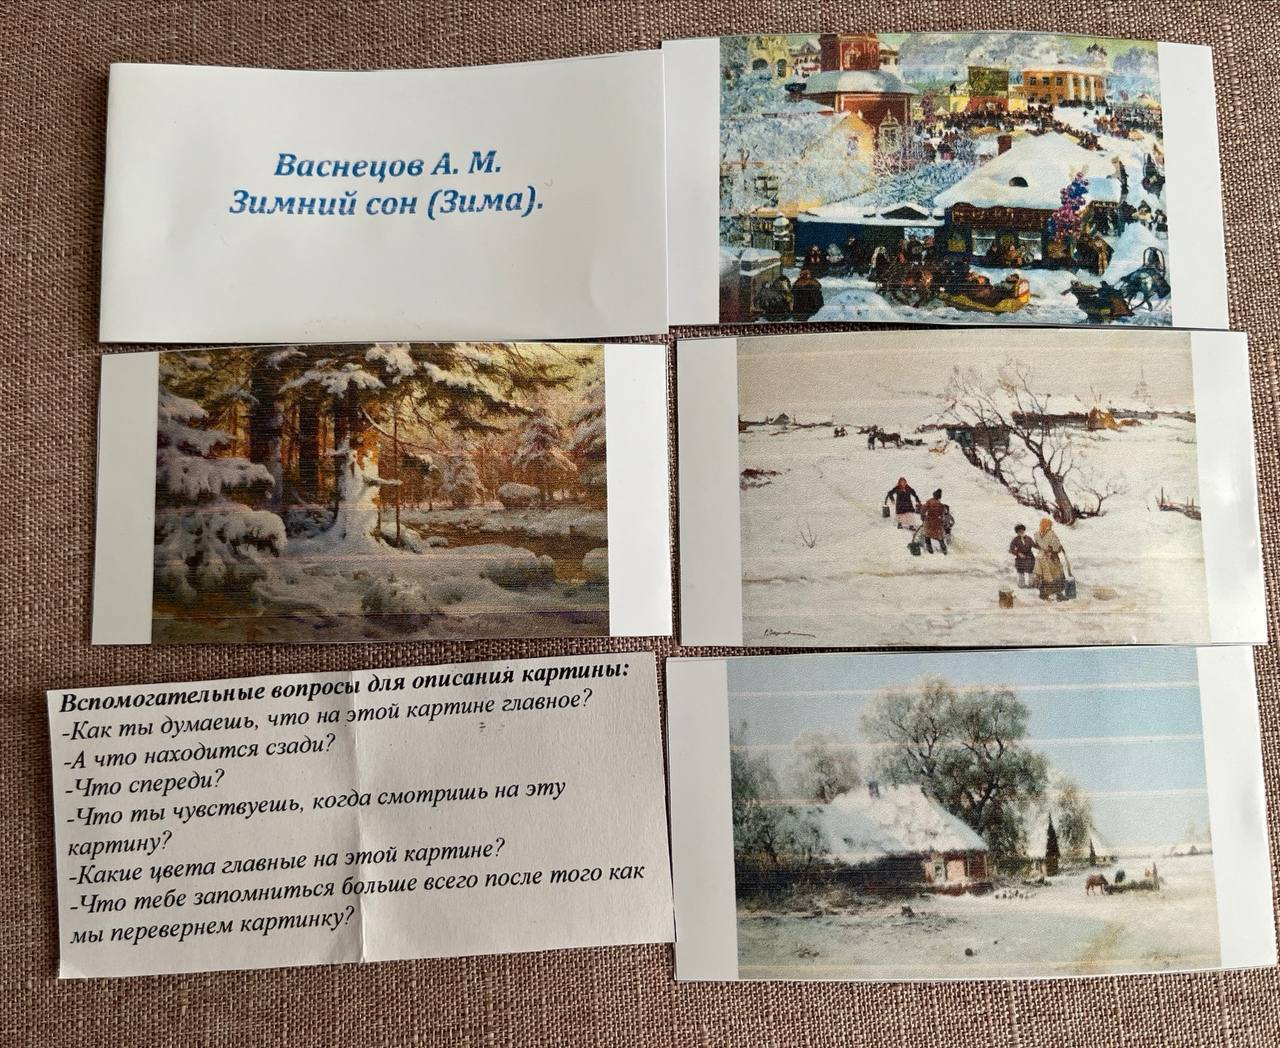 Васнецов А. М.
Зимний сон (Зима).
Вспомогательные вопросы для описания картины:
-Как ты думаешь, что на этой картине главное?
-А что находится сзади?
-Что спереди?
-Что ты чувствуешь, когда смотришь на эту
картину?
-Какие цвета главные на этой картине?
-Что тебе запомниться больше всего после того как
мы перевернем картинку?